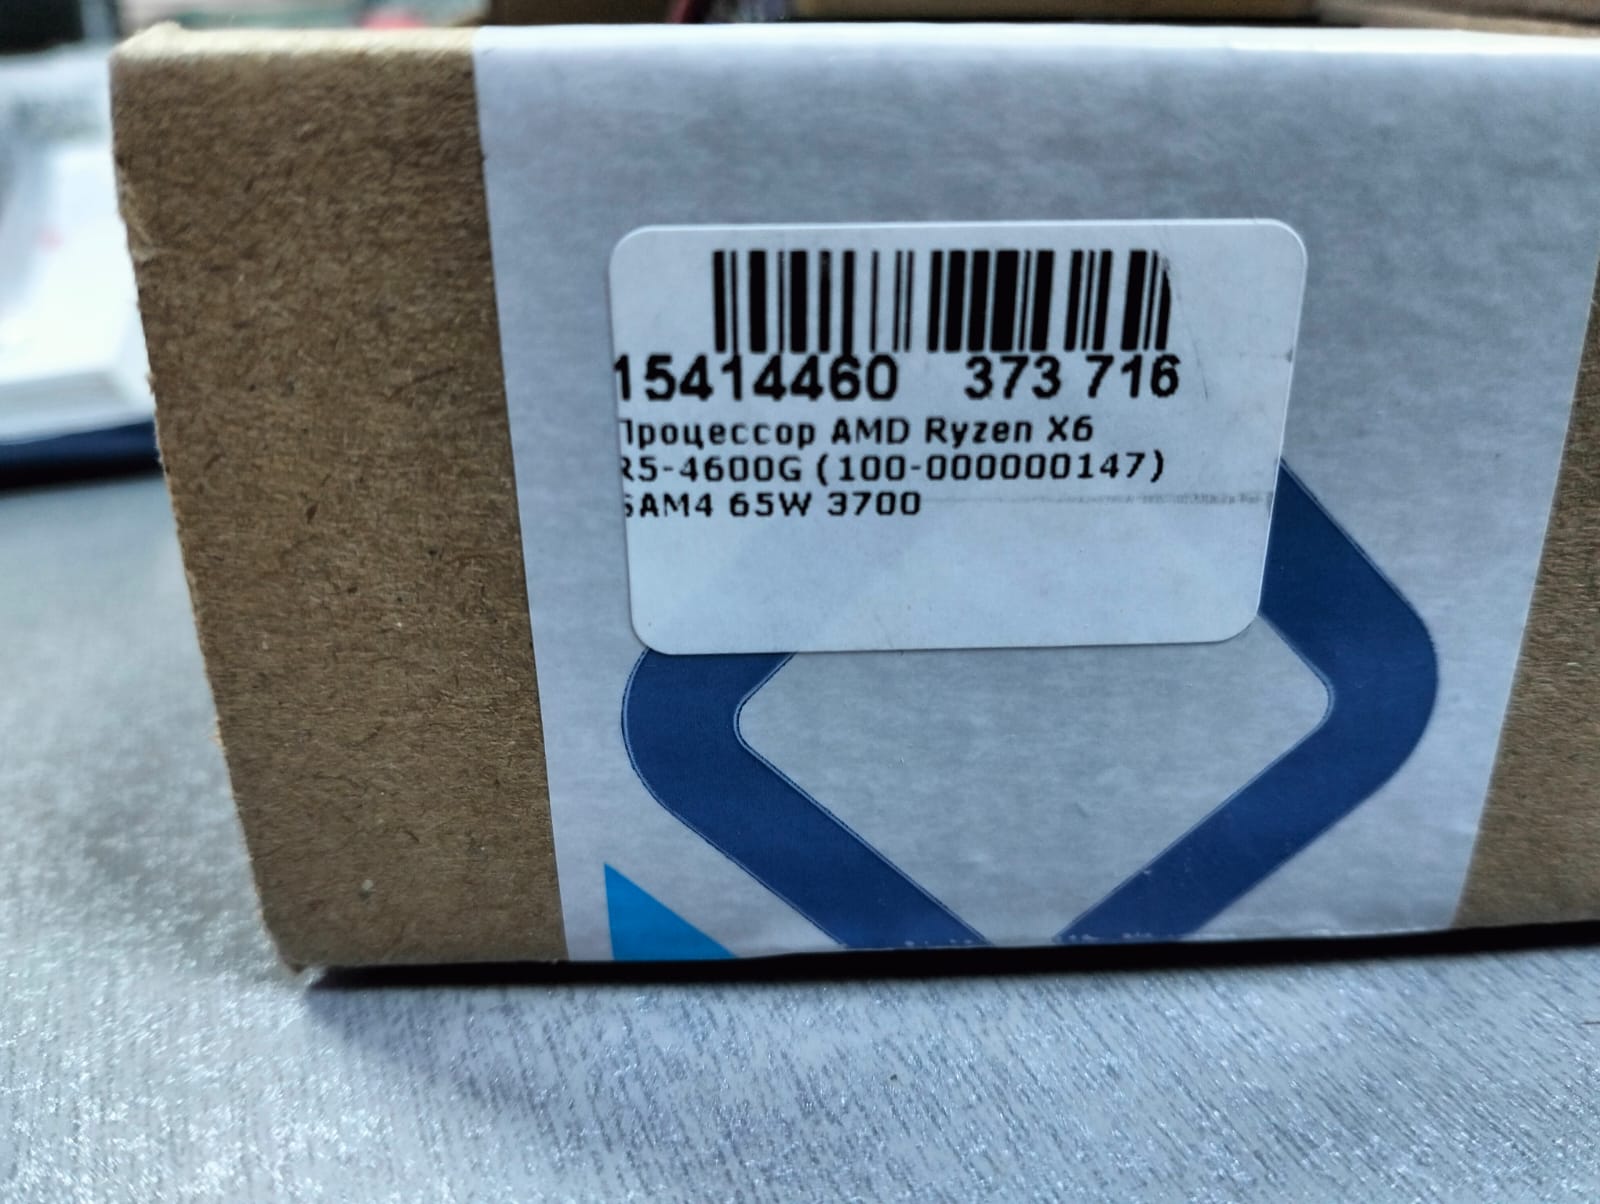 15414460 373 716
Процессор AMD Ryzen X6
R5-4600G (100-000000147)
SAM4 65W 3700